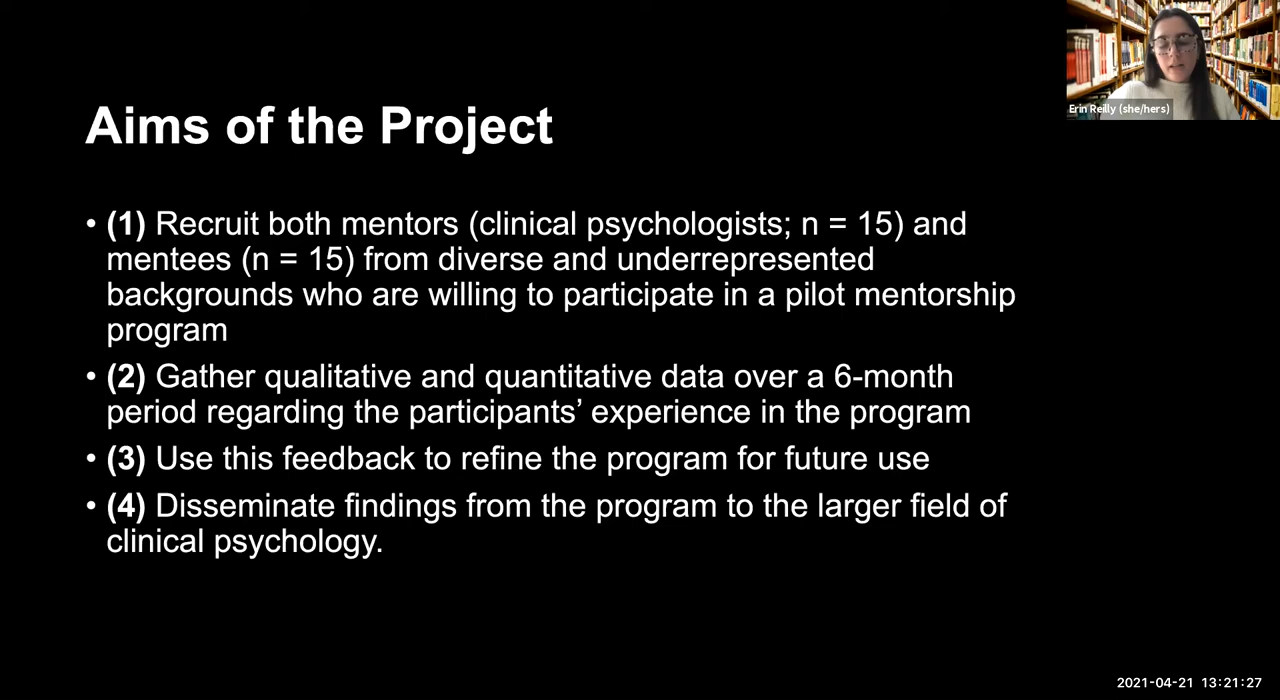 Erin Reilly (she/hers)
Aims of the Project
• (1) Recruit both mentors (clinical psychologists; n = 15) and
mentees (n = 15) from diverse and underrepresented
backgrounds who are willing to participate in a pilot mentorship
program
• (2) Gather qualitative and quantitative data over a 6-month
period regarding the participants’ experience in the program
• (3) Use this feedback to refine the program for future use
• (4) Disseminate findings from the program to the larger field of
clinical psychology.
2021-04-21 13:21:27